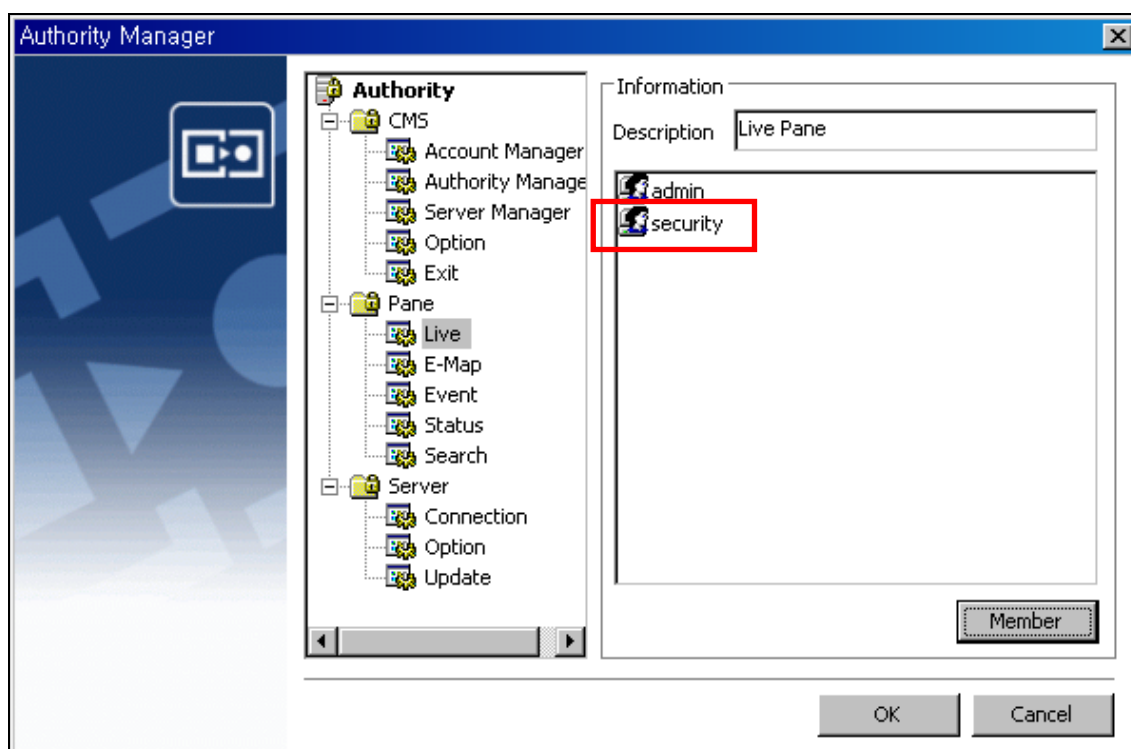 Authority Manager
Authority
CMS
Account Manager
Authority Manage
Server Manager
Option
Exit
Pane
Live
E-Map
Event
Status
Search
Server
Connection
Option
Update
Information
Description
Live Pane
admin
security
Member
OK
Cancel